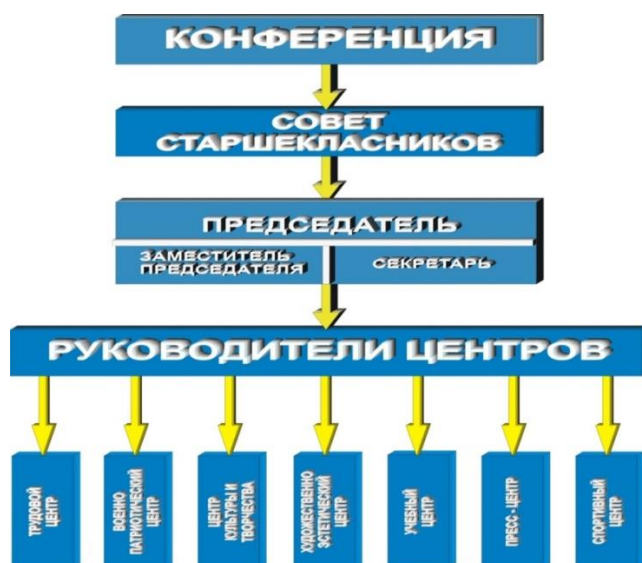 КОНФЕРЕНЦИЯ
СОВЕТ
СТАРШЕКЛАСНИКОВ
ПРЕДСЕДАТЕЛЬ
ЗАМЕСТИТЕЛЬ
ПРЕДСЕДАТЕЛЯ
СЕКРЕТАРЬ
РУКОВОДИТЕЛИ ЦЕНТРОВ
ТРУДОВОЙ
ЦЕНТР
ВОЕННО
ПАТРИОТИЧЕСКИЙ
ЦЕНТР
ЦЕНТР
КУЛЬТУРЫ И
ТВОРЧЕСТВА
ХУДОЖЕСТВЕННО
ЭСТЕТИЧЕСКИЙ ЦЕНТР
УЧЕБНЫЙ
ЦЕНТР
ПРЕСС - ЦЕНТР
СПОРТИВНЫЙ
ЦЕНТР